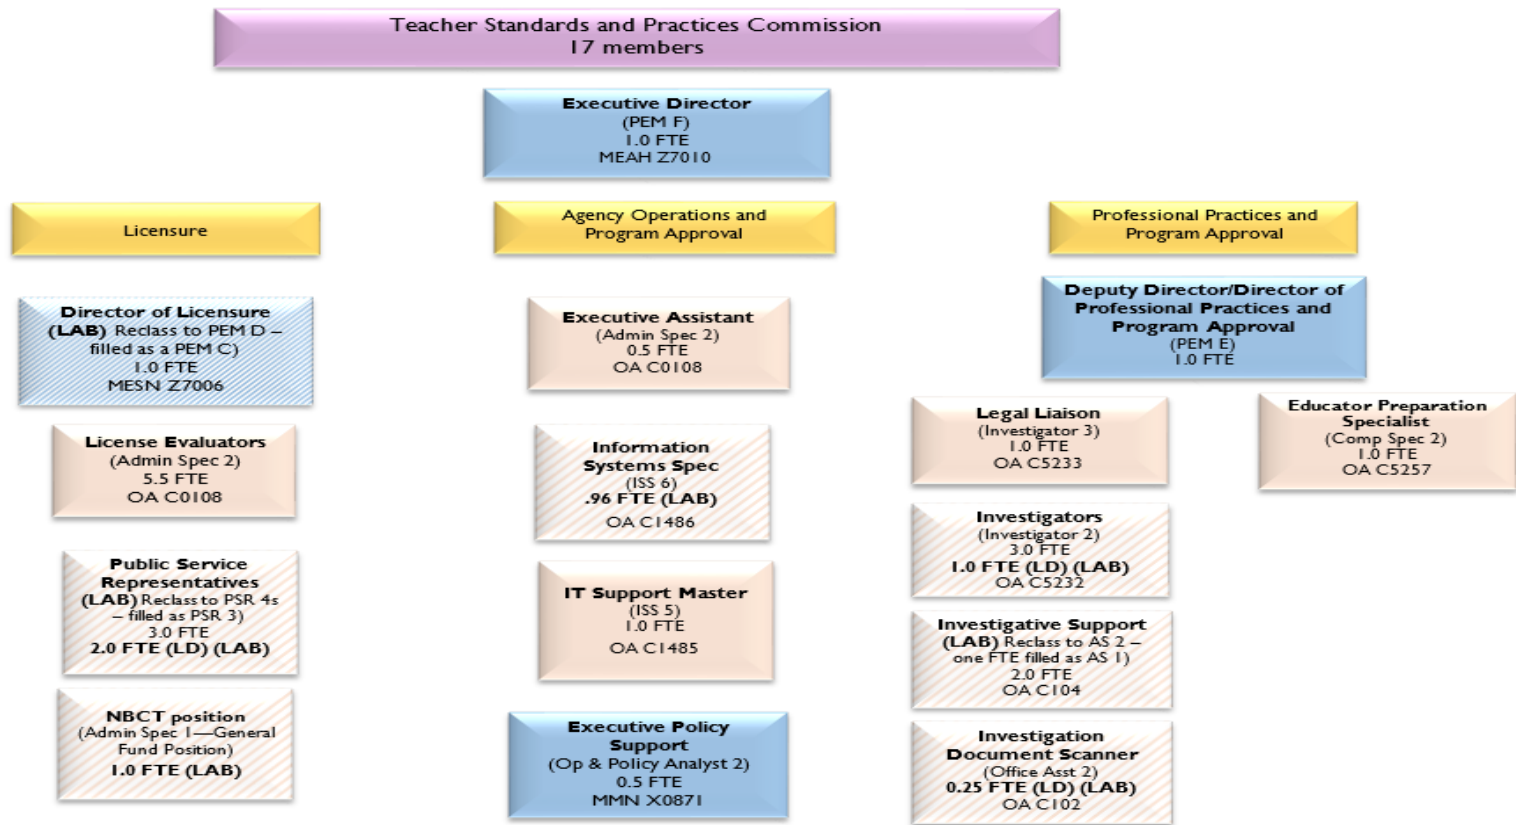 Teacher Standards and Practices Commission
17 members
Executive Director
(PEM F)
1.0 FTE
MEAH Z7010
Licensure
Director of Licensure
(LAB) Reclass to PEM D –
filled as a PEM C)
1.0 FTE
MESN Z7006
License Evaluators
(Admin Spec 2)
5.5 FTE
OA C0108
Public Service
Representatives
(LAB) Reclass to PSR 4s
– filled as PSR 3)
3.0 FTE
2.0 FTE (LD) (LAB)
NBCT position
(Admin Spec 1—General
Fund Position)
1.0 FTE (LAB)
Agency Operations and
Program Approval
Executive Assistant
(Admin Spec 2)
0.5 FTE
OA C0108
Information
Systems Spec
(ISS 6)
.96 FTE (LAB)
OA C1486
IT Support Master
(ISS 5)
1.0 FTE
OA C1485
Executive Policy
Support
(Op & Policy Analyst 2)
0.5 FTE
MMN X0871
Professional Practices and
Program Approval
Deputy Director/Director of
Professional Practices and
Program Approval
(PEM E)
1.0 FTE
Legal Liaison
(Investigator 3)
1.0 FTE
OA C5233
Investigators
(Investigator 2)
3.0 FTE
1.0 FTE (LD) (LAB)
OA C5232
Investigative Support
(LAB) Reclass to AS 2 –
one FTE filled as AS 1)
2.0 FTE
OA C104
Investigation
Document Scanner
(Office Asst 2)
0.25 FTE (LD) (LAB)
OA C102
Educator Preparation
Specialist
(Comp Spec 2)
1.0 FTE
OA C5257